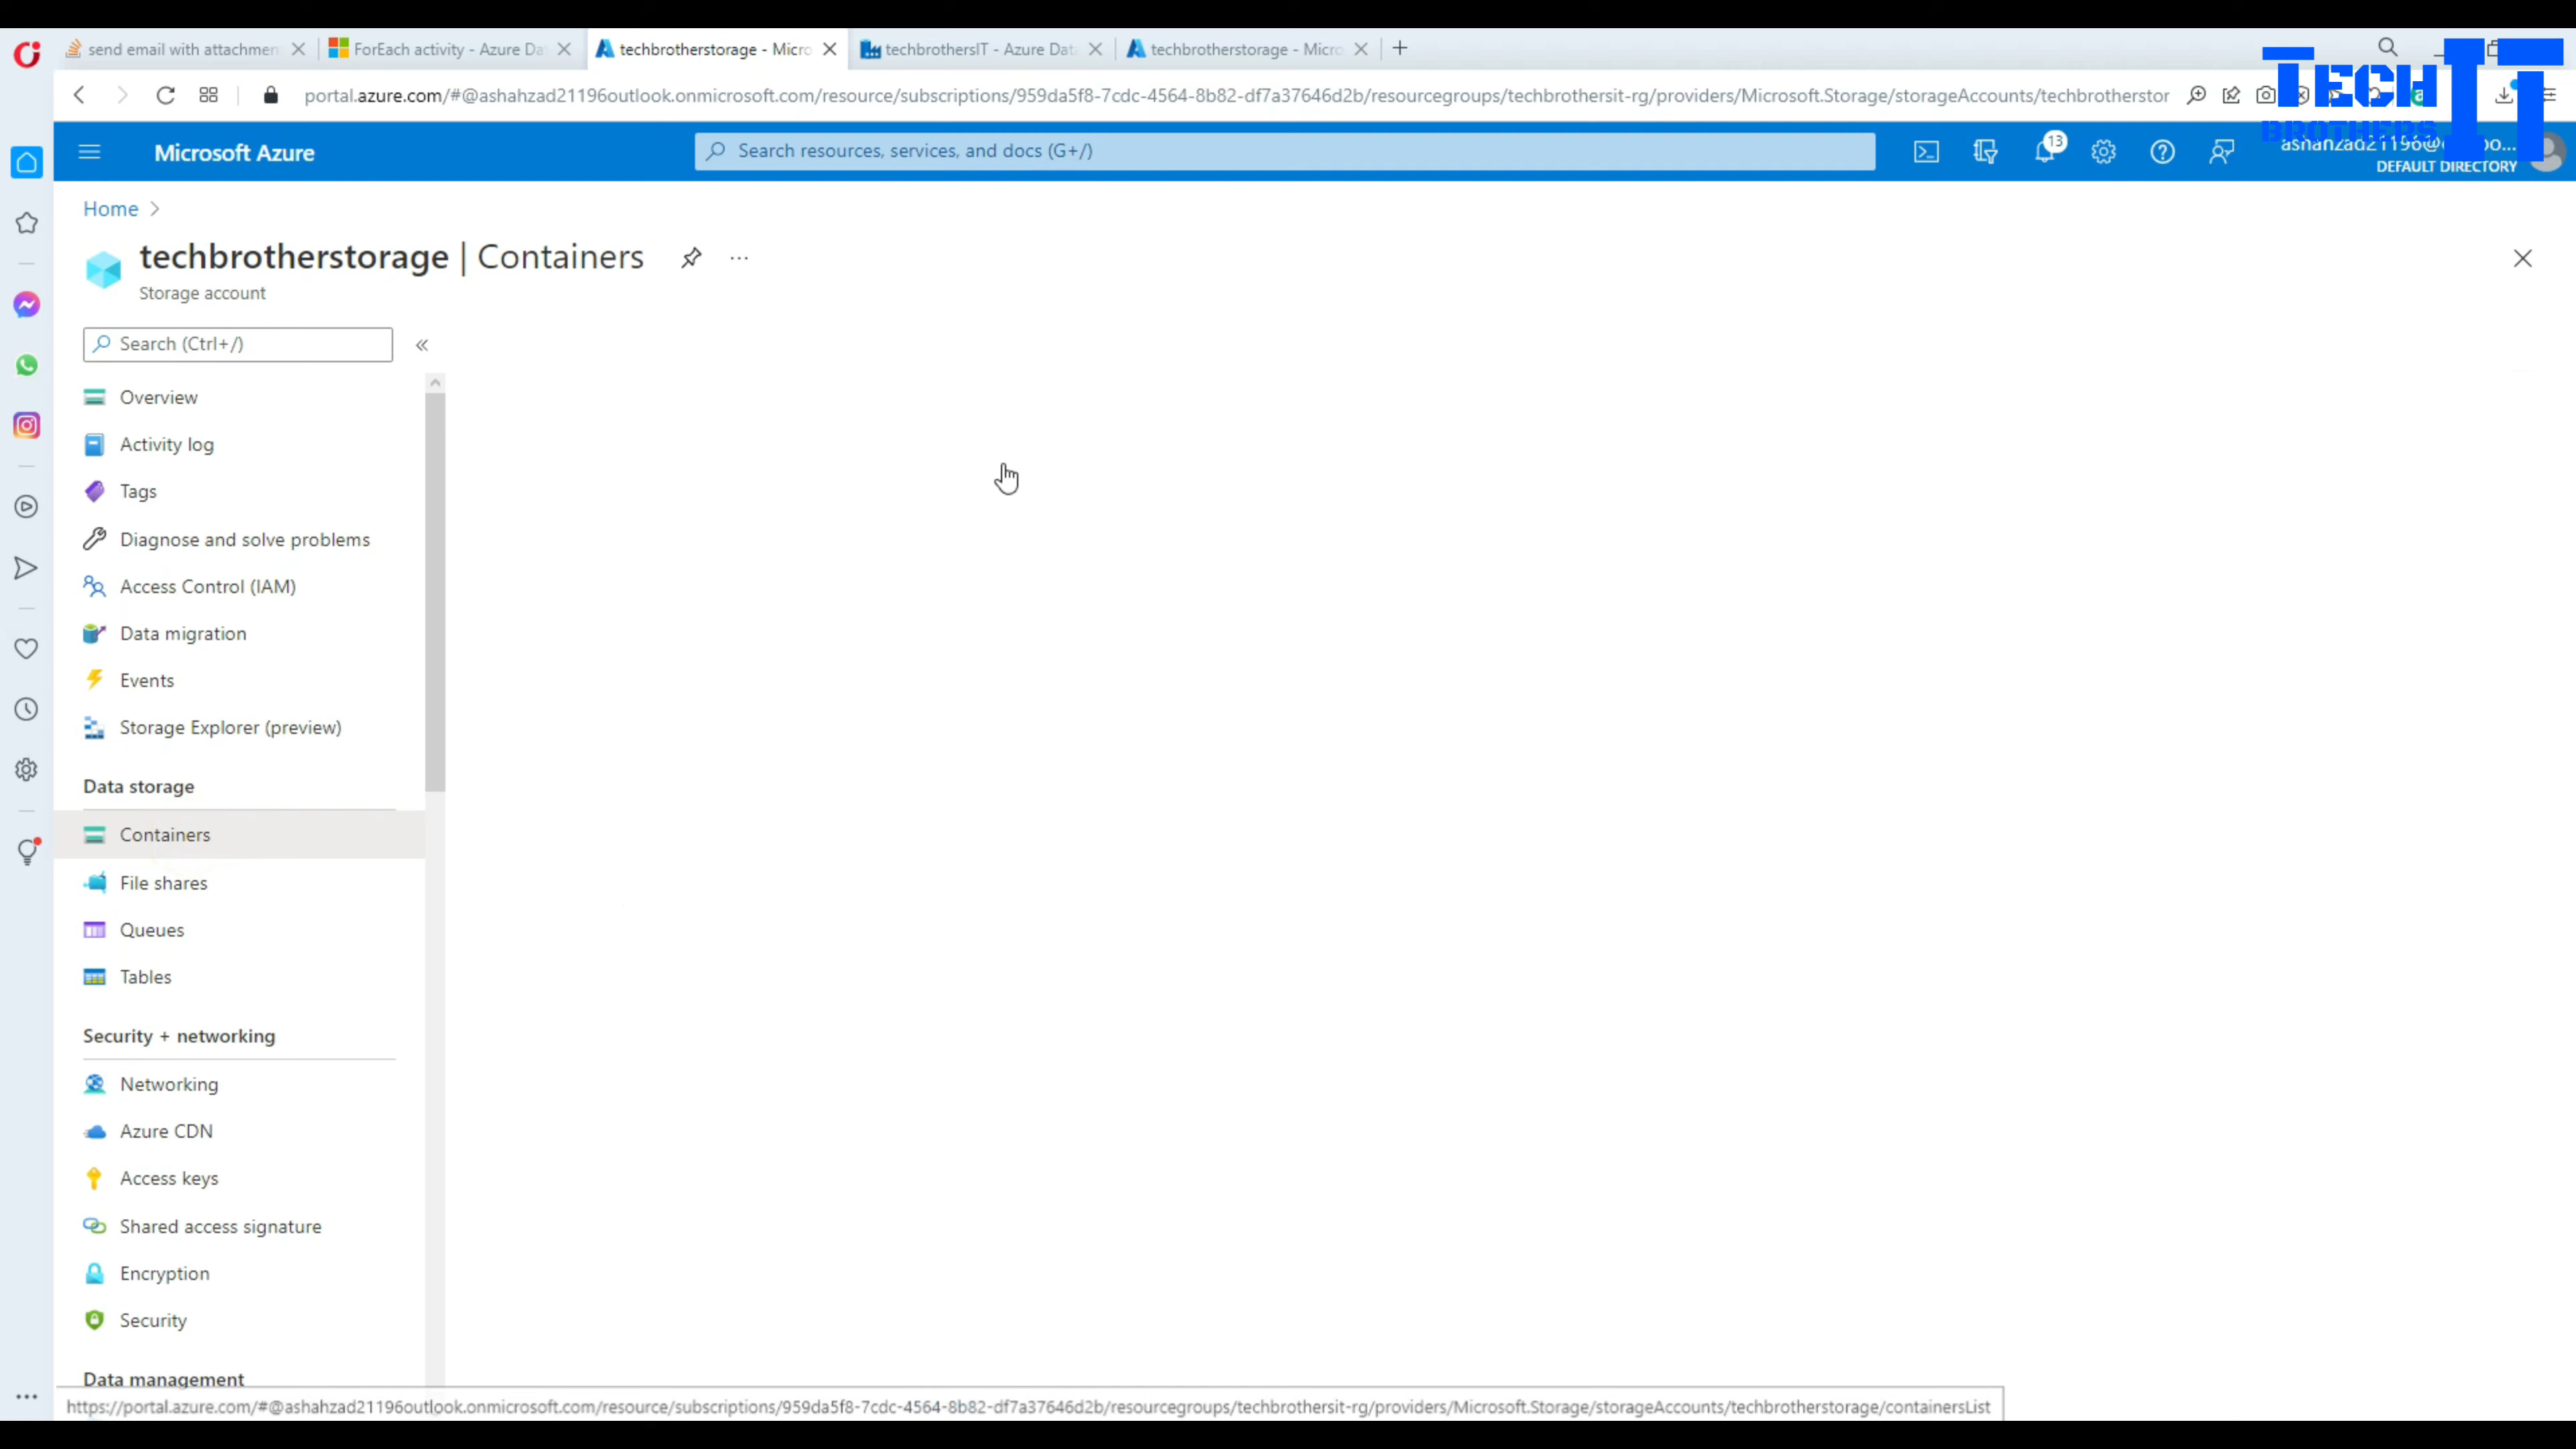 send email with attachmen
ForEach activity - Azure Da
techbrotherstorage - Micro
techbrothersIT - Azure Dat
techbrotherstorage - Micro
portal.azure.com/#@ashahzad21196outlook.onmicrosoft.com/resource/subscriptions/959da5f8-7cdc-4564-8b82-df7a37646d2b/resourcegroups/techbrothersit-rg/providers/Microsoft.Storage/storageAccounts/techbrotherstor
TECH IT
BROTHERS
Microsoft Azure
Search resources, services, and docs (G+/)
13
DEFAULT DIRECTORY
Home
techbrotherstorage | Containers
Storage account
Search (Ctrl+/)
Overview
Activity log
Tags
Diagnose and solve problems
Access Control (IAM)
Data migration
Events
Storage Explorer (preview)
Data storage
Containers
File shares
Queues
Tables
Security + networking
Networking
Azure CDN
Access keys
Shared access signature
Encryption
Security
Data management
https://portal.azure.com/#@ashahzad21196outlook.onmicrosoft.com/resource/subscriptions/959da5f8-7cdc-4564-8b82-df7a37646d2b/resourcegroups/techbrothersit-rg/providers/Microsoft.Storage/storageAccounts/techbrotherstorage/containersList